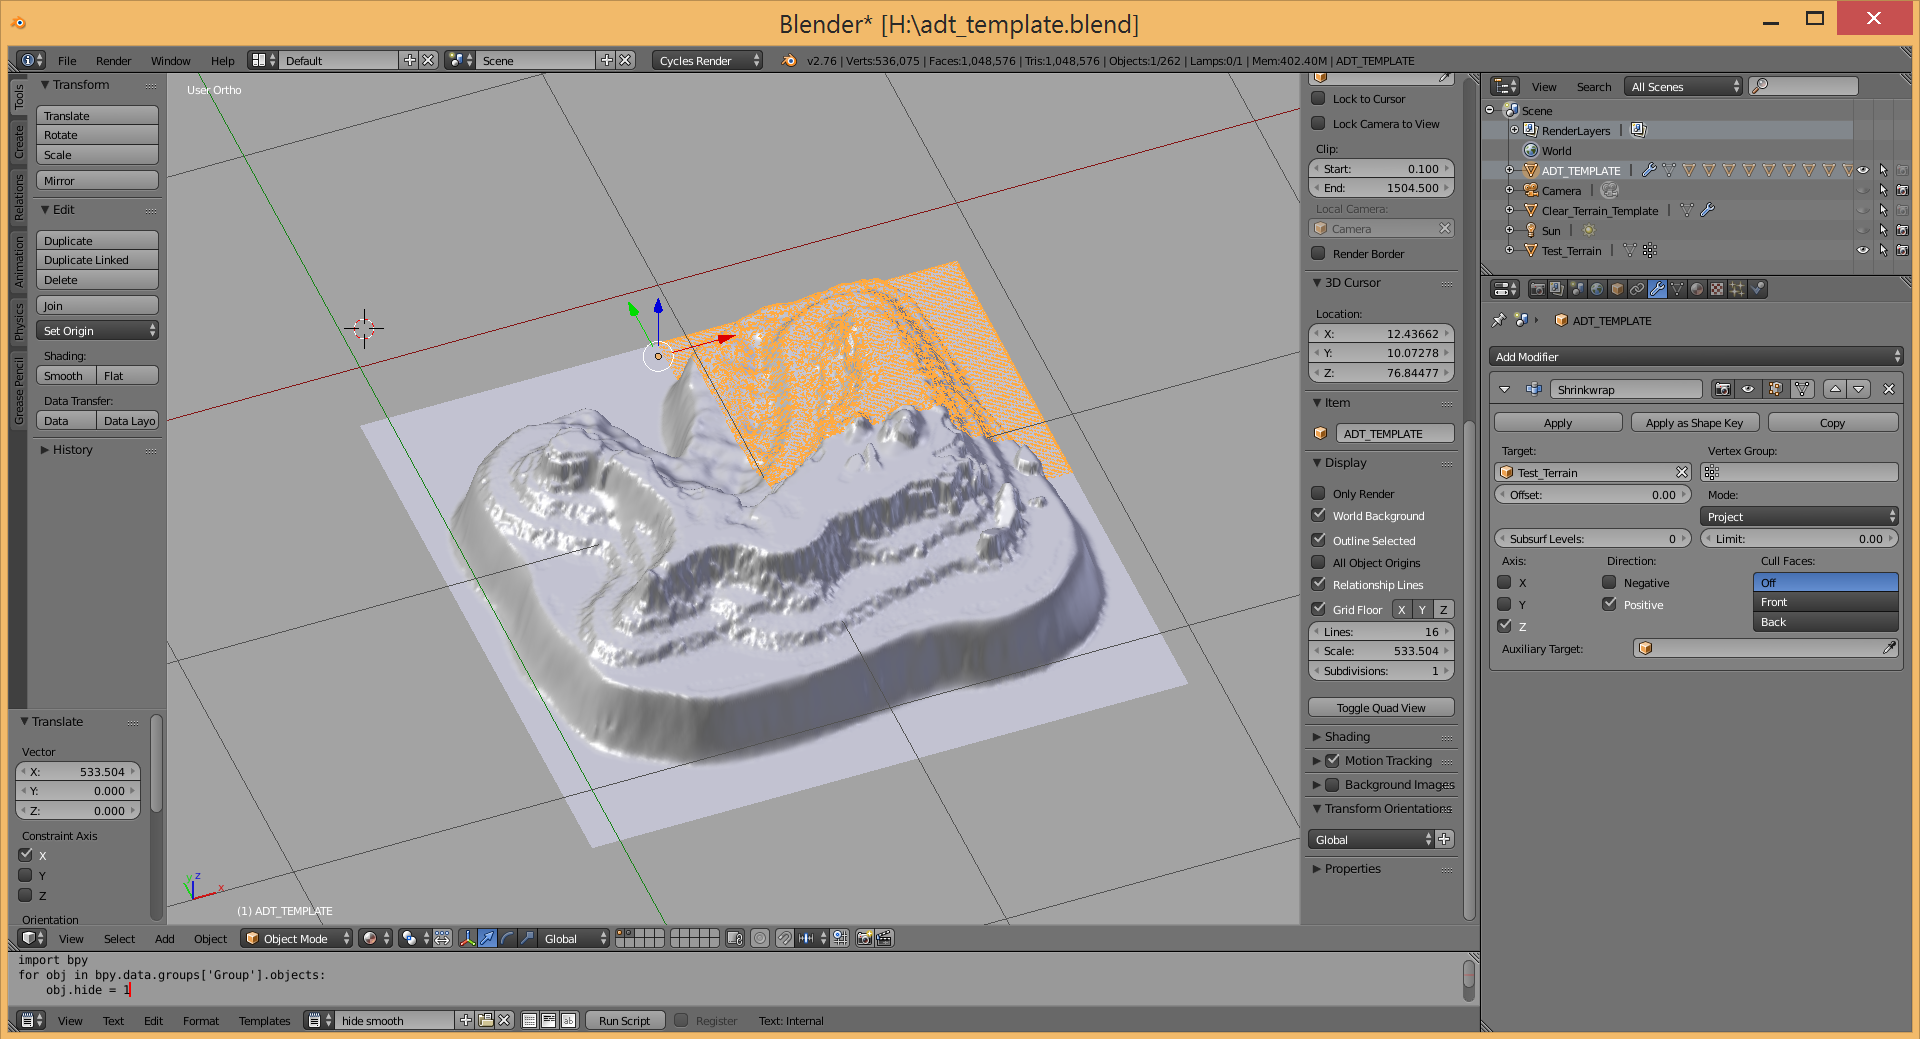 Blender* [H:\adt_template.blend]
File Render Window Help Default Scene Cycles Render v2.76 | Verts:536,075 | Faces:1,048,576 | Tris:1,048,576 | Objects:1/262 | Lamps:0/1 | Mem:402.40M | ADT_TEMPLATE
Tools
Create
Relations
Animation
Physics
Grease Pencil
Transform
Translate
Rotate
Scale
Mirror
Edit
Duplicate
Duplicate Linked
Delete
Join
Set Origin
Shading:
Smooth Flat
Data Transfer:
Data Data Layo
History
Translate
Vector
X: 533.504
Y: 0.000
Z: 0.000
Constraint Axis
X
Y
Z
Orientation
User Ortho
y z x
(1) ADT_TEMPLATE
Lock to Cursor
Lock Camera to View
Clip:
Start: 0.100
End: 1504.500
Local Camera:
Camera
Render Border
3D Cursor
Location:
X: 12.43662
Y: 10.07278
Z: 76.84477
Item
ADT_TEMPLATE
Display
Only Render
World Background
Outline Selected
All Object Origins
Relationship Lines
Grid Floor X Y Z
Lines: 16
Scale: 533.504
Subdivisions: 1
Toggle Quad View
Shading
Motion Tracking
Background Images
Transform Orientations
Global
Properties
View Search All Scenes
Scene
RenderLayers |
World
ADT_TEMPLATE |
Camera |
Clear_Terrain_Template |
Sun |
Test_Terrain |
ADT_TEMPLATE
Add Modifier
Shrinkwrap
Apply Apply as Shape Key Copy
Target: Vertex Group:
Test_Terrain
Offset: 0.00 Mode:
Project
Subsurf Levels: 0 Limit: 0.00
Axis: Direction: Cull Faces:
X Negative Off
Y Positive Front
Z Back
Auxiliary Target:
View Select Add Object Object Mode Global
import bpy
for obj in bpy.data.groups['Group'].objects:
    obj.hide = 1
View Text Edit Format Templates hide smooth Run Script Register Text: Internal